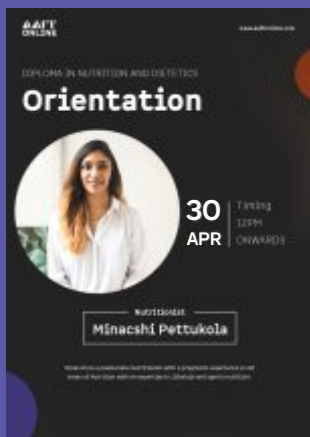 AAFT
ONLINE
www.aaftonline.com
DIPLOMA IN NUTRITION AND DIETETICS
Orientation
30
APR
Timing
12PM
ONWARDS
Nutritionist
Minacshi Pettukola